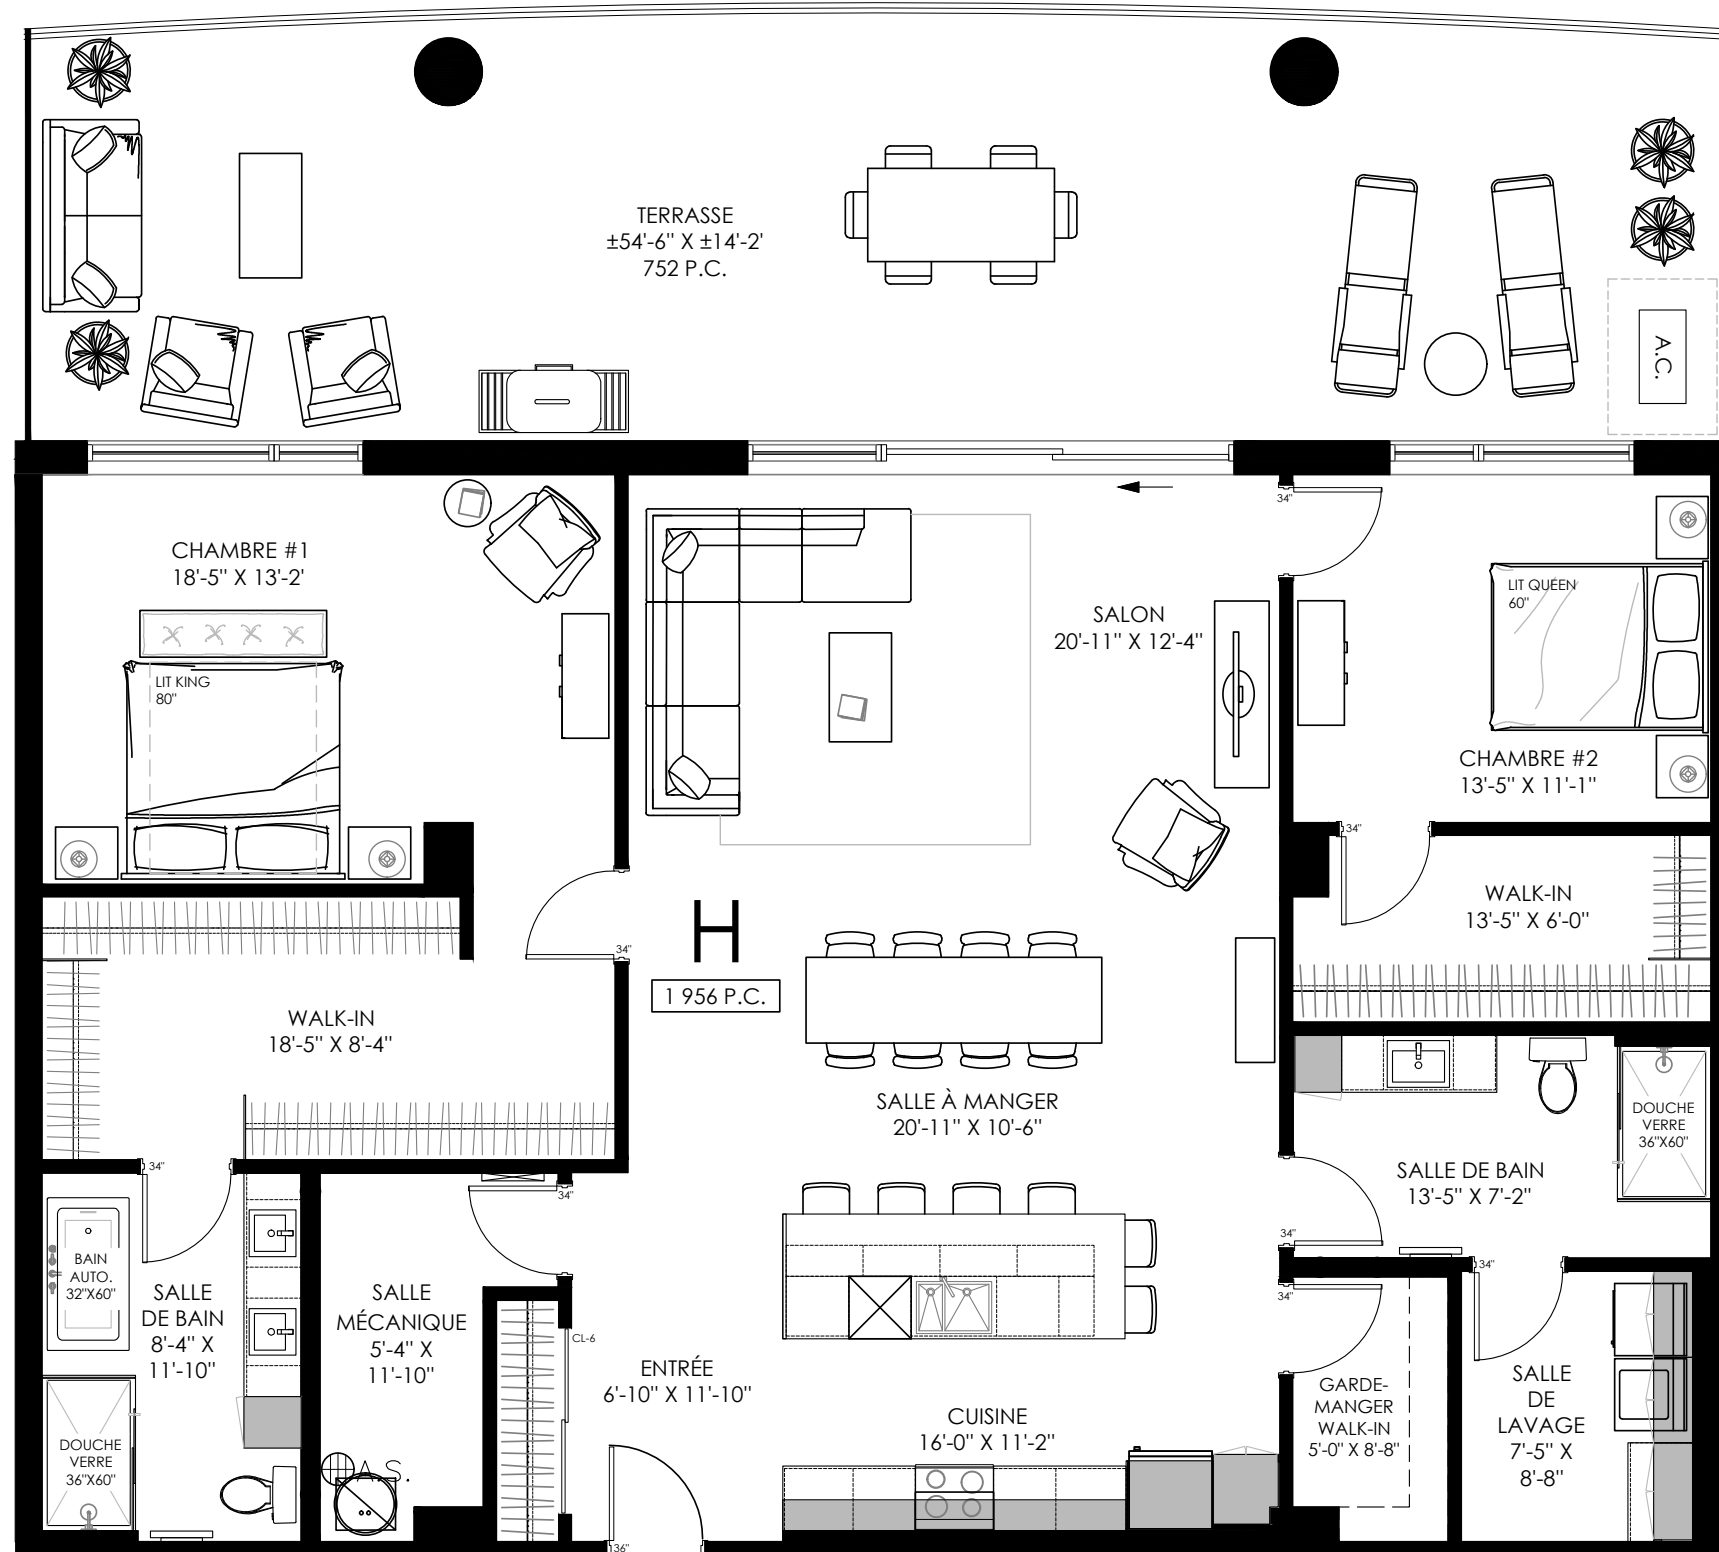 TERRASSE
±54'-6" X ±14'-2'
752 P.C.
A.C.
34"
CHAMBRE #1
18'-5" X 13'-2'
LIT KING
80"
SALON
20'-11" X 12'-4"
LIT QUEEN
60"
CHAMBRE #2
13'-5" X 11'-1"
34"
WALK-IN
13'-5" X 6'-0"
34"
H
1 956 P.C.
WALK-IN
18'-5" X 8'-4"
SALLE À MANGER
20'-11" X 10'-6"
DOUCHE
VERRE
36"X60"
SALLE DE BAIN
13'-5" X 7'-2"
34"
34"
34"
34"
34"
BAIN
AUTO.
32"X60"
SALLE
DE BAIN
8'-4" X
11'-10"
SALLE
MÉCANIQUE
5'-4" X
11'-10"
CL-6
ENTRÉE
6'-10" X 11'-10"
CUISINE
16'-0" X 11'-2"
GARDE-
MANGER
WALK-IN
5'-0" X 8'-8"
SALLE
DE
LAVAGE
7'-5" X
8'-8"
DOUCHE
VERRE
36"X60"
A.S.
36"